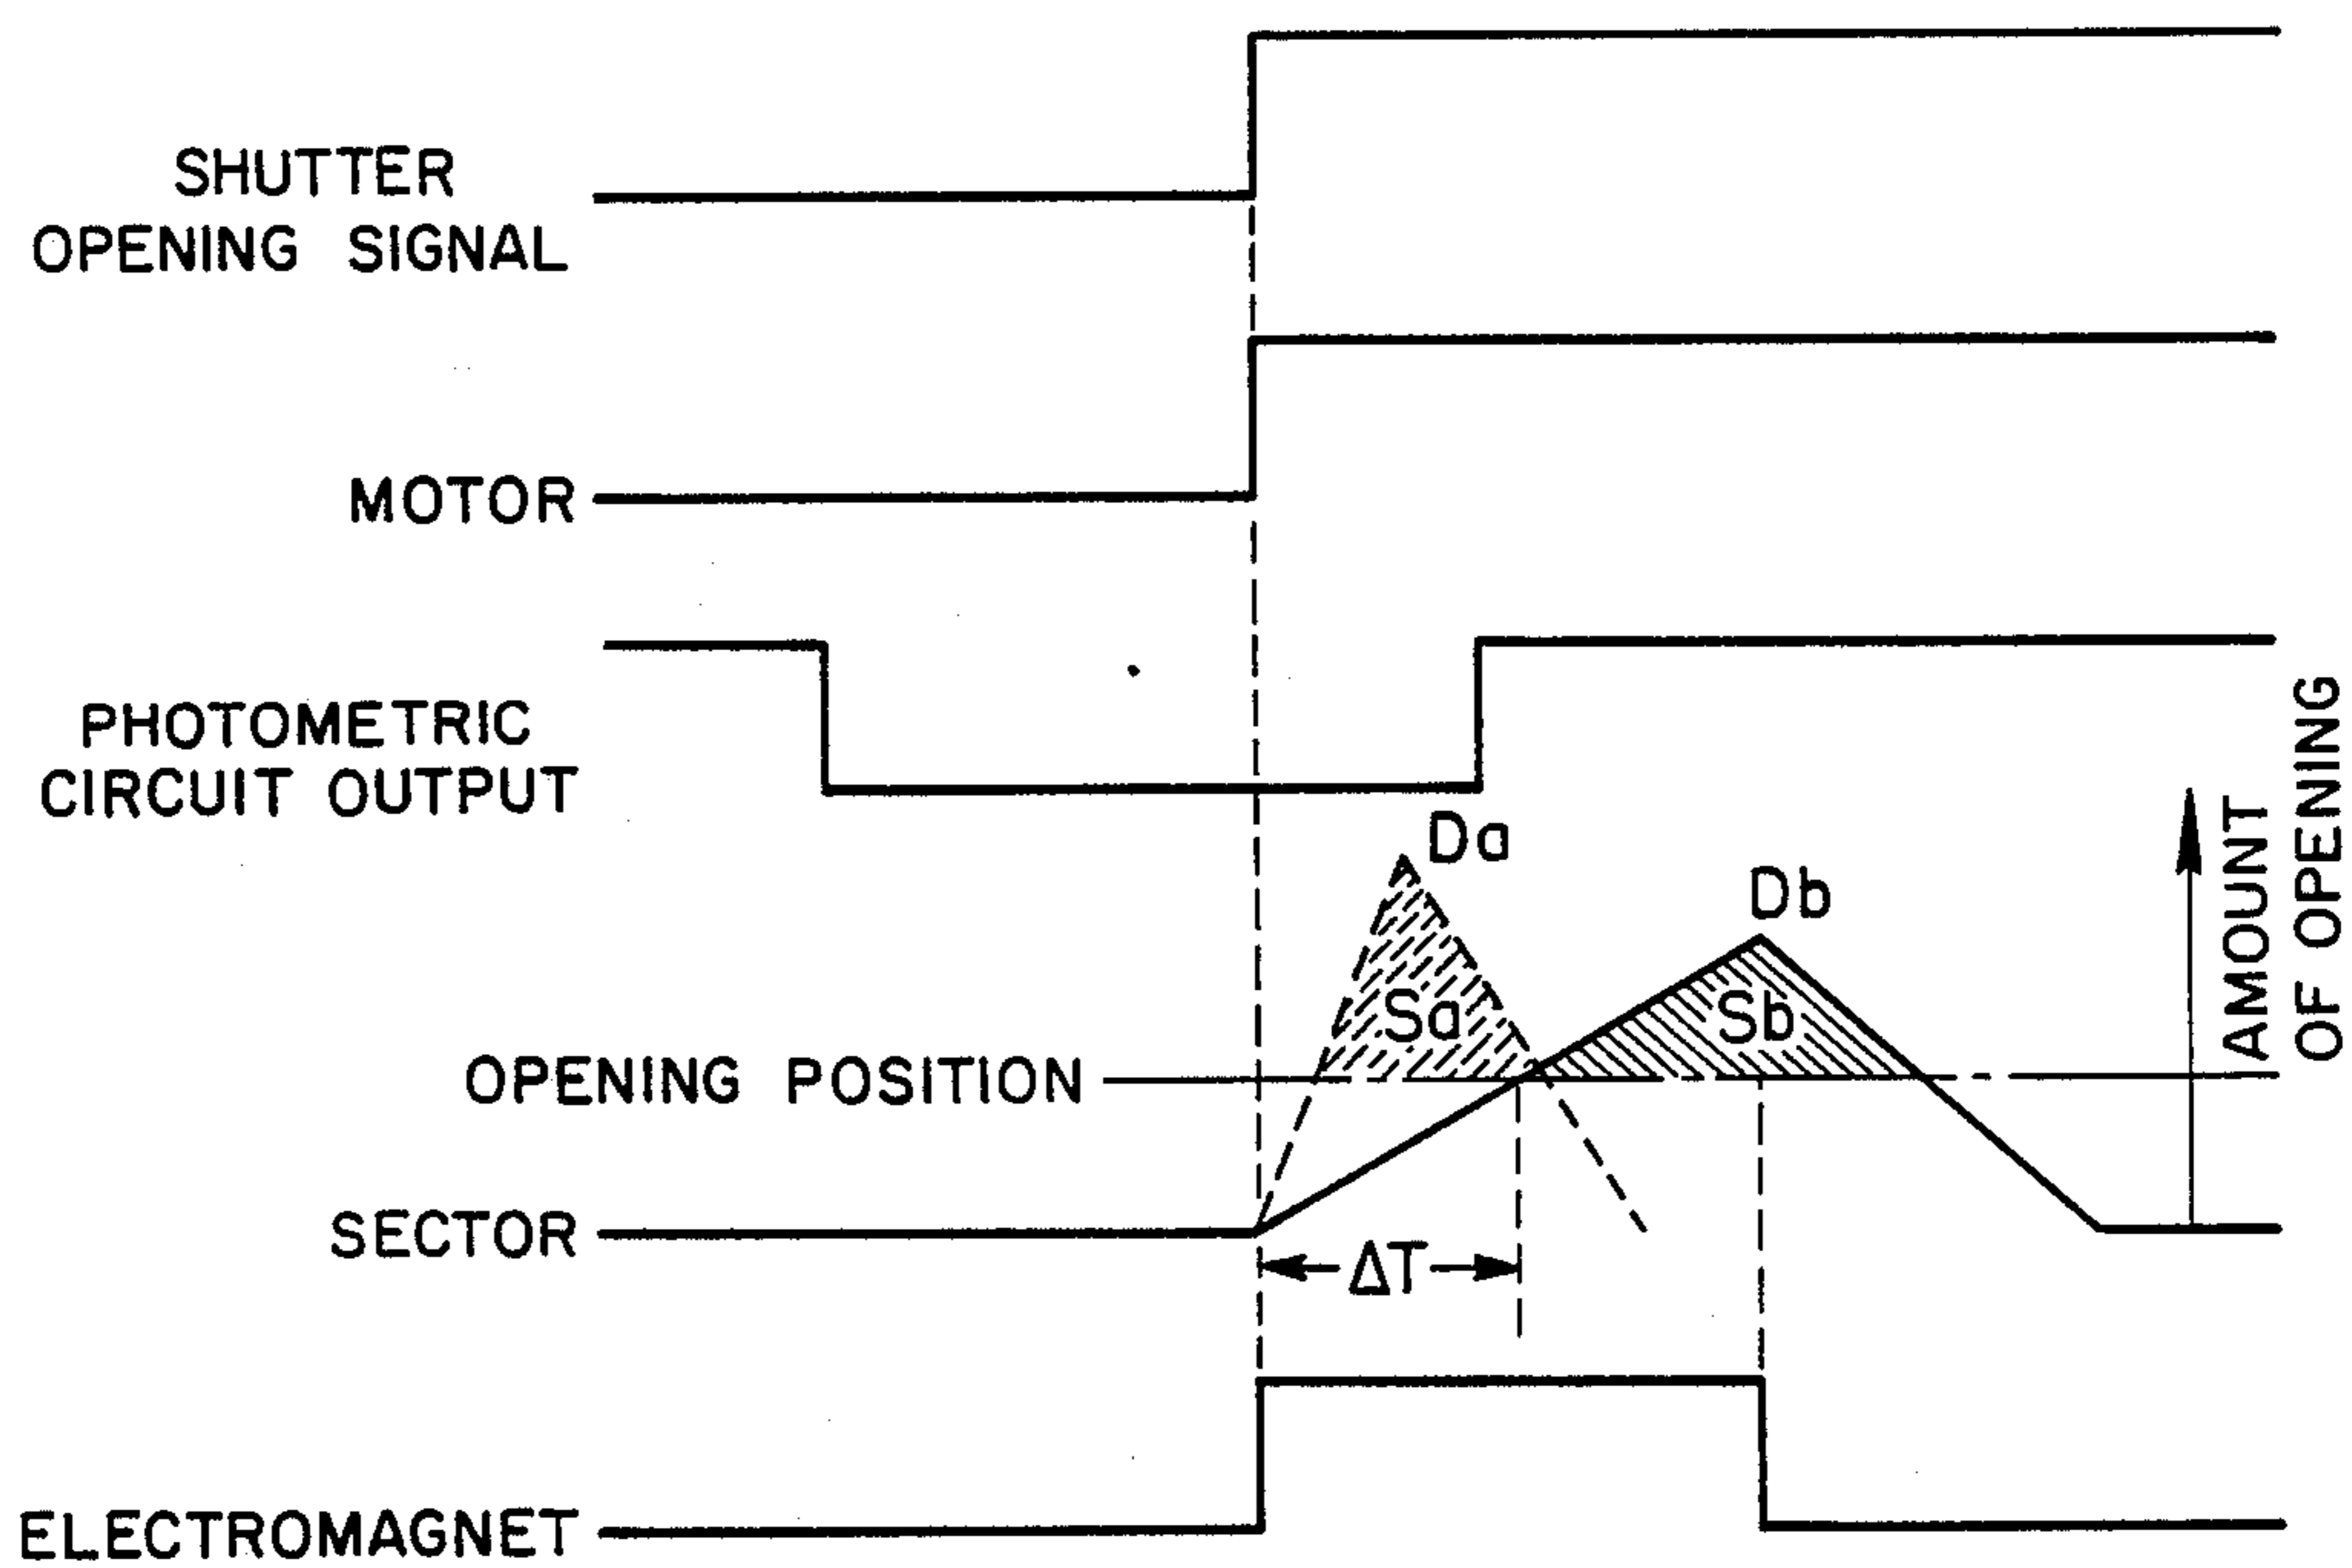 SHUTTER
OPENING SIGNAL
MOTOR
PHOTOMETRIC
CIRCUIT OUTPUT
Da
Db
Sa
Sb
AMOUNT
OF OPENING
OPENING POSITION
SECTOR
ΔT
ELECTROMAGNET